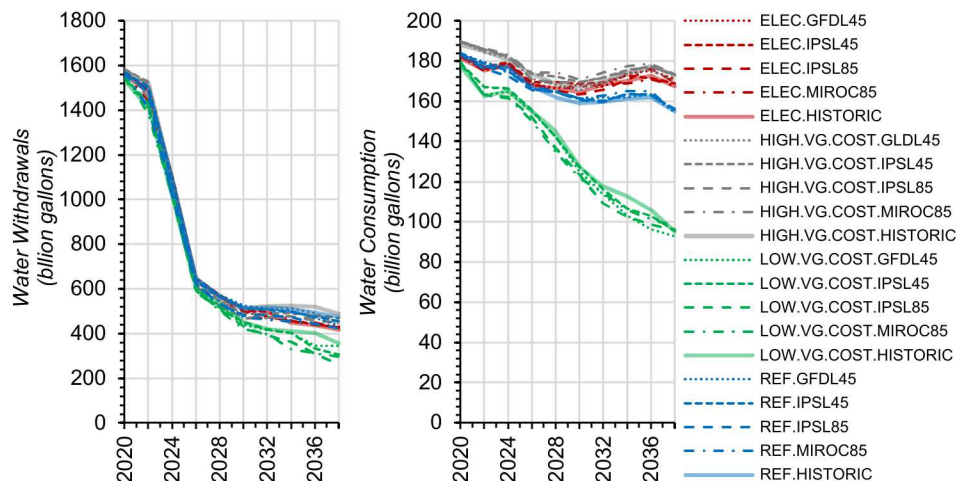 Water Withdrawals
(bllion gallons)
1800
1600
1400
1200
1000
800
600
400
200
0
2020
2024
2028
2032
2036
Water Consumption
(billion gallons)
200
180
160
140
120
100
80
60
40
20
0
2020
2024
2028
2032
2036
ELEC.GFDL45
ELEC.IPSL45
ELEC.IPSL85
ELEC.MIROC85
ELEC.HISTORIC
HIGH.VG.COST.GLDL45
HIGH.VG.COST.IPSL45
HIGH.VG.COST.IPSL85
HIGH.VG.COST.MIROC85
HIGH.VG.COST.HISTORIC
LOW.VG.COST.GFDL45
LOW.VG.COST.IPSL45
LOW.VG.COST.IPSL85
LOW.VG.COST.MIROC85
LOW.VG.COST.HISTORIC
REF.GFDL45
REF.IPSL45
REF.IPSL85
REF.MIROC85
REF.HISTORIC